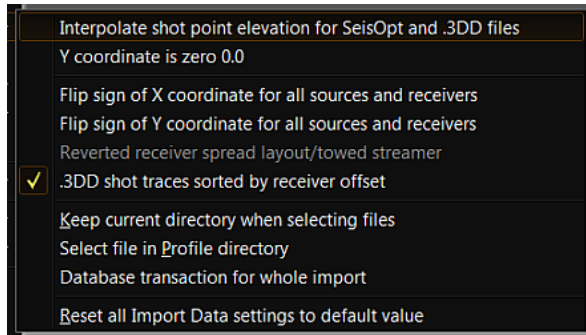 Interpolate shot point elevation for SeisOpt and .3DD files
Y coordinate is zero 0.0
Flip sign of X coordinate for all sources and receivers
Flip sign of Y coordinate for all sources and receivers
Reverted receiver spread layout/towed streamer
.3DD shot traces sorted by receiver offset
Keep current directory when selecting files
Select file in Profile directory
Database transaction for whole import
Reset all Import Data settings to default value